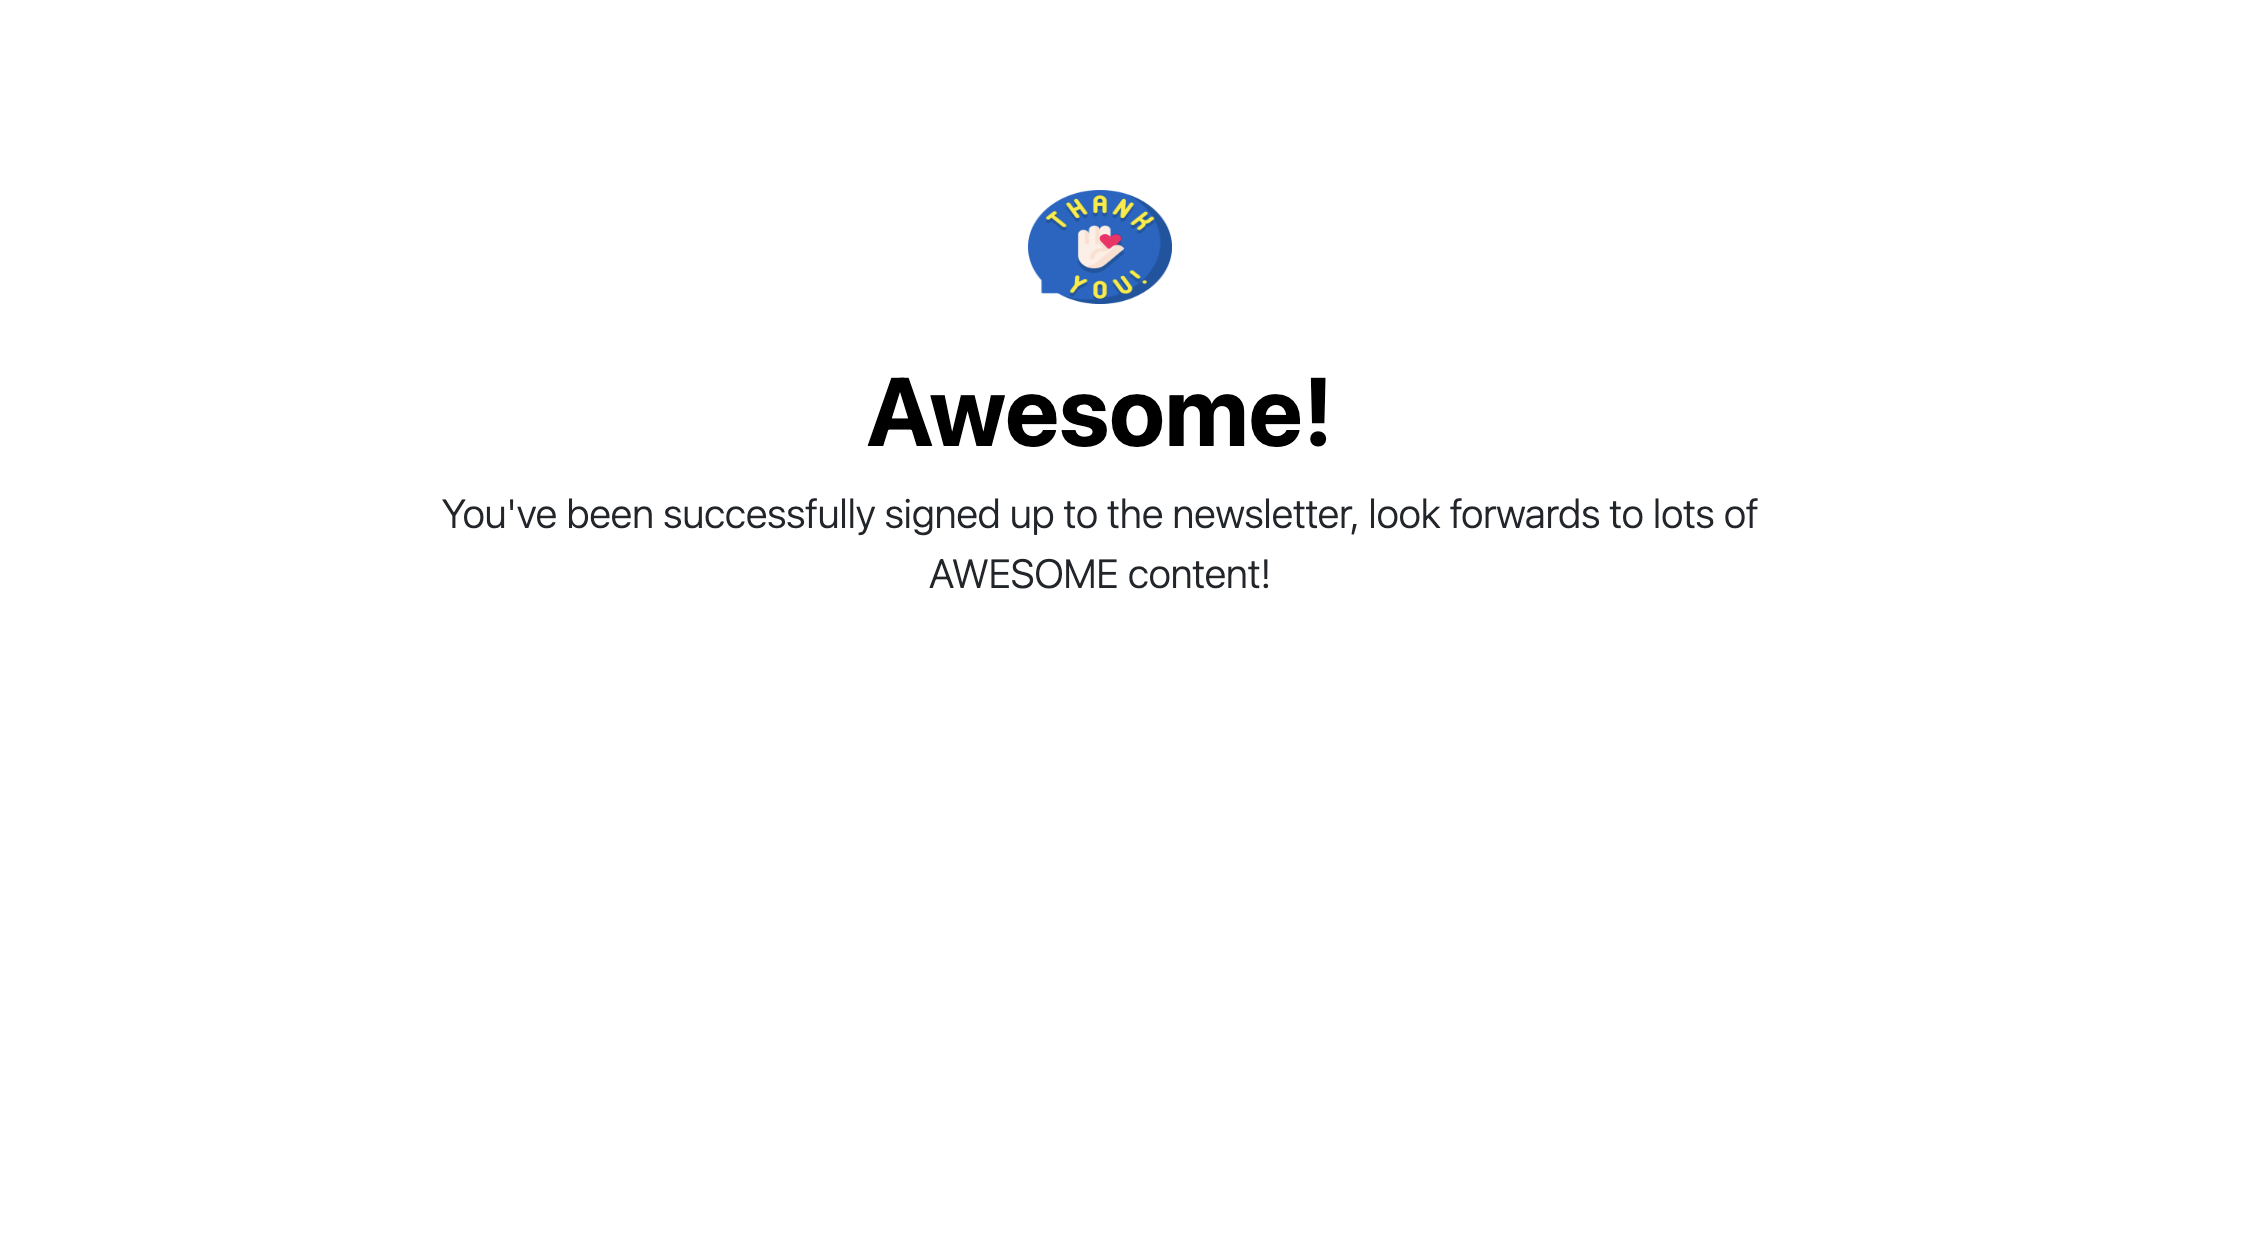 THANK
YOU!
Awesome!
You've been successfully signed up to the newsletter, look forwards to lots of
AWESOME content!